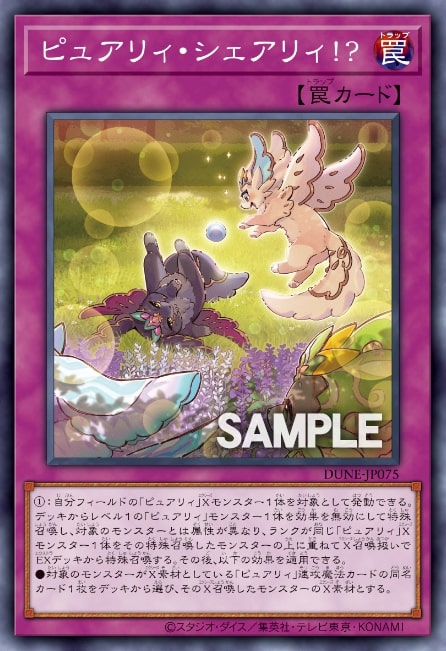 ピュアリィ・シェアリィ!?
罠
トラップ
【罠カード】
トラップ
SAMPLE
DUNE-JP075
①:自分フィールドの「ピュアリィ」Xモンスター1体を対象として発動できる。
デッキからレベル1の「ピュアリィ」モンスター1体を効果を無効にして特殊
召喚し、対象のモンスターとは属性が異なり、ランクが同じ「ピュアリィ」X
モンスター1体をその特殊召喚したモンスターの上に重ねてX召喚扱いで
EXデッキから特殊召喚する。その後、以下の効果を適用できる。
●対象のモンスターがX素材としている「ピュアリィ」速攻魔法カードの同名
カード1枚をデッキから選び、そのX召喚したモンスターのX素材とする。
©スタジオ・ダイス/集英社・テレビ東京・KONAMI